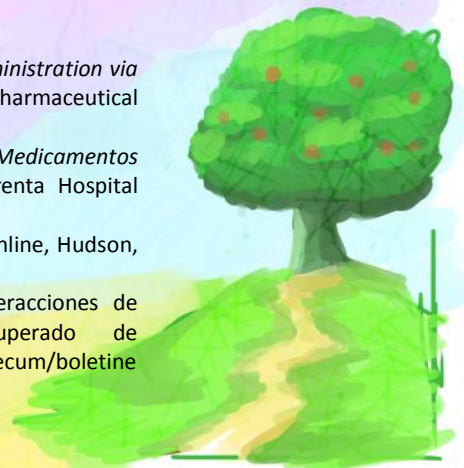 ministration via
harmaceutical
Medicamentos
renta Hospital
nline, Hudson,
eracciones de
uperado de
ecum/boletine